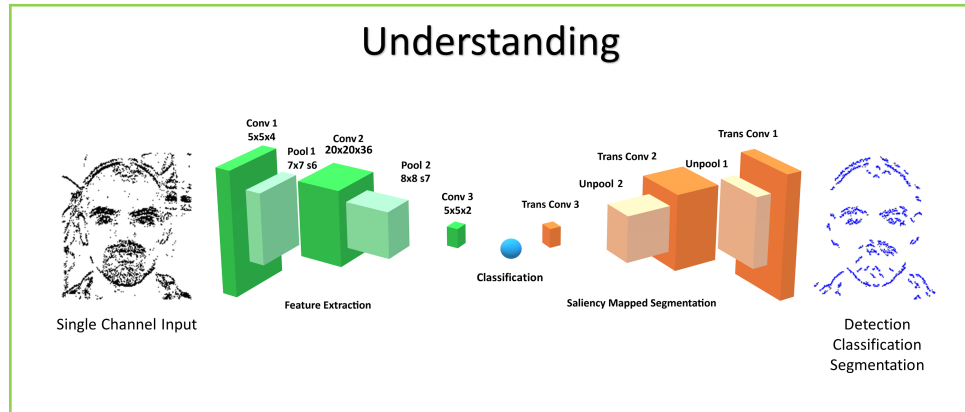 Understanding
Conv 1
5x5x4
Pool 1
7x7 s6
Conv 2
20x20x36
Pool 2
8x8 s7
Conv 3
5x5x2
Classification
Trans Conv 3
Unpool 2
Trans Conv 2
Unpool 1
Trans Conv 1
Feature Extraction
Saliency Mapped Segmentation
Single Channel Input
Detection
Classification
Segmentation